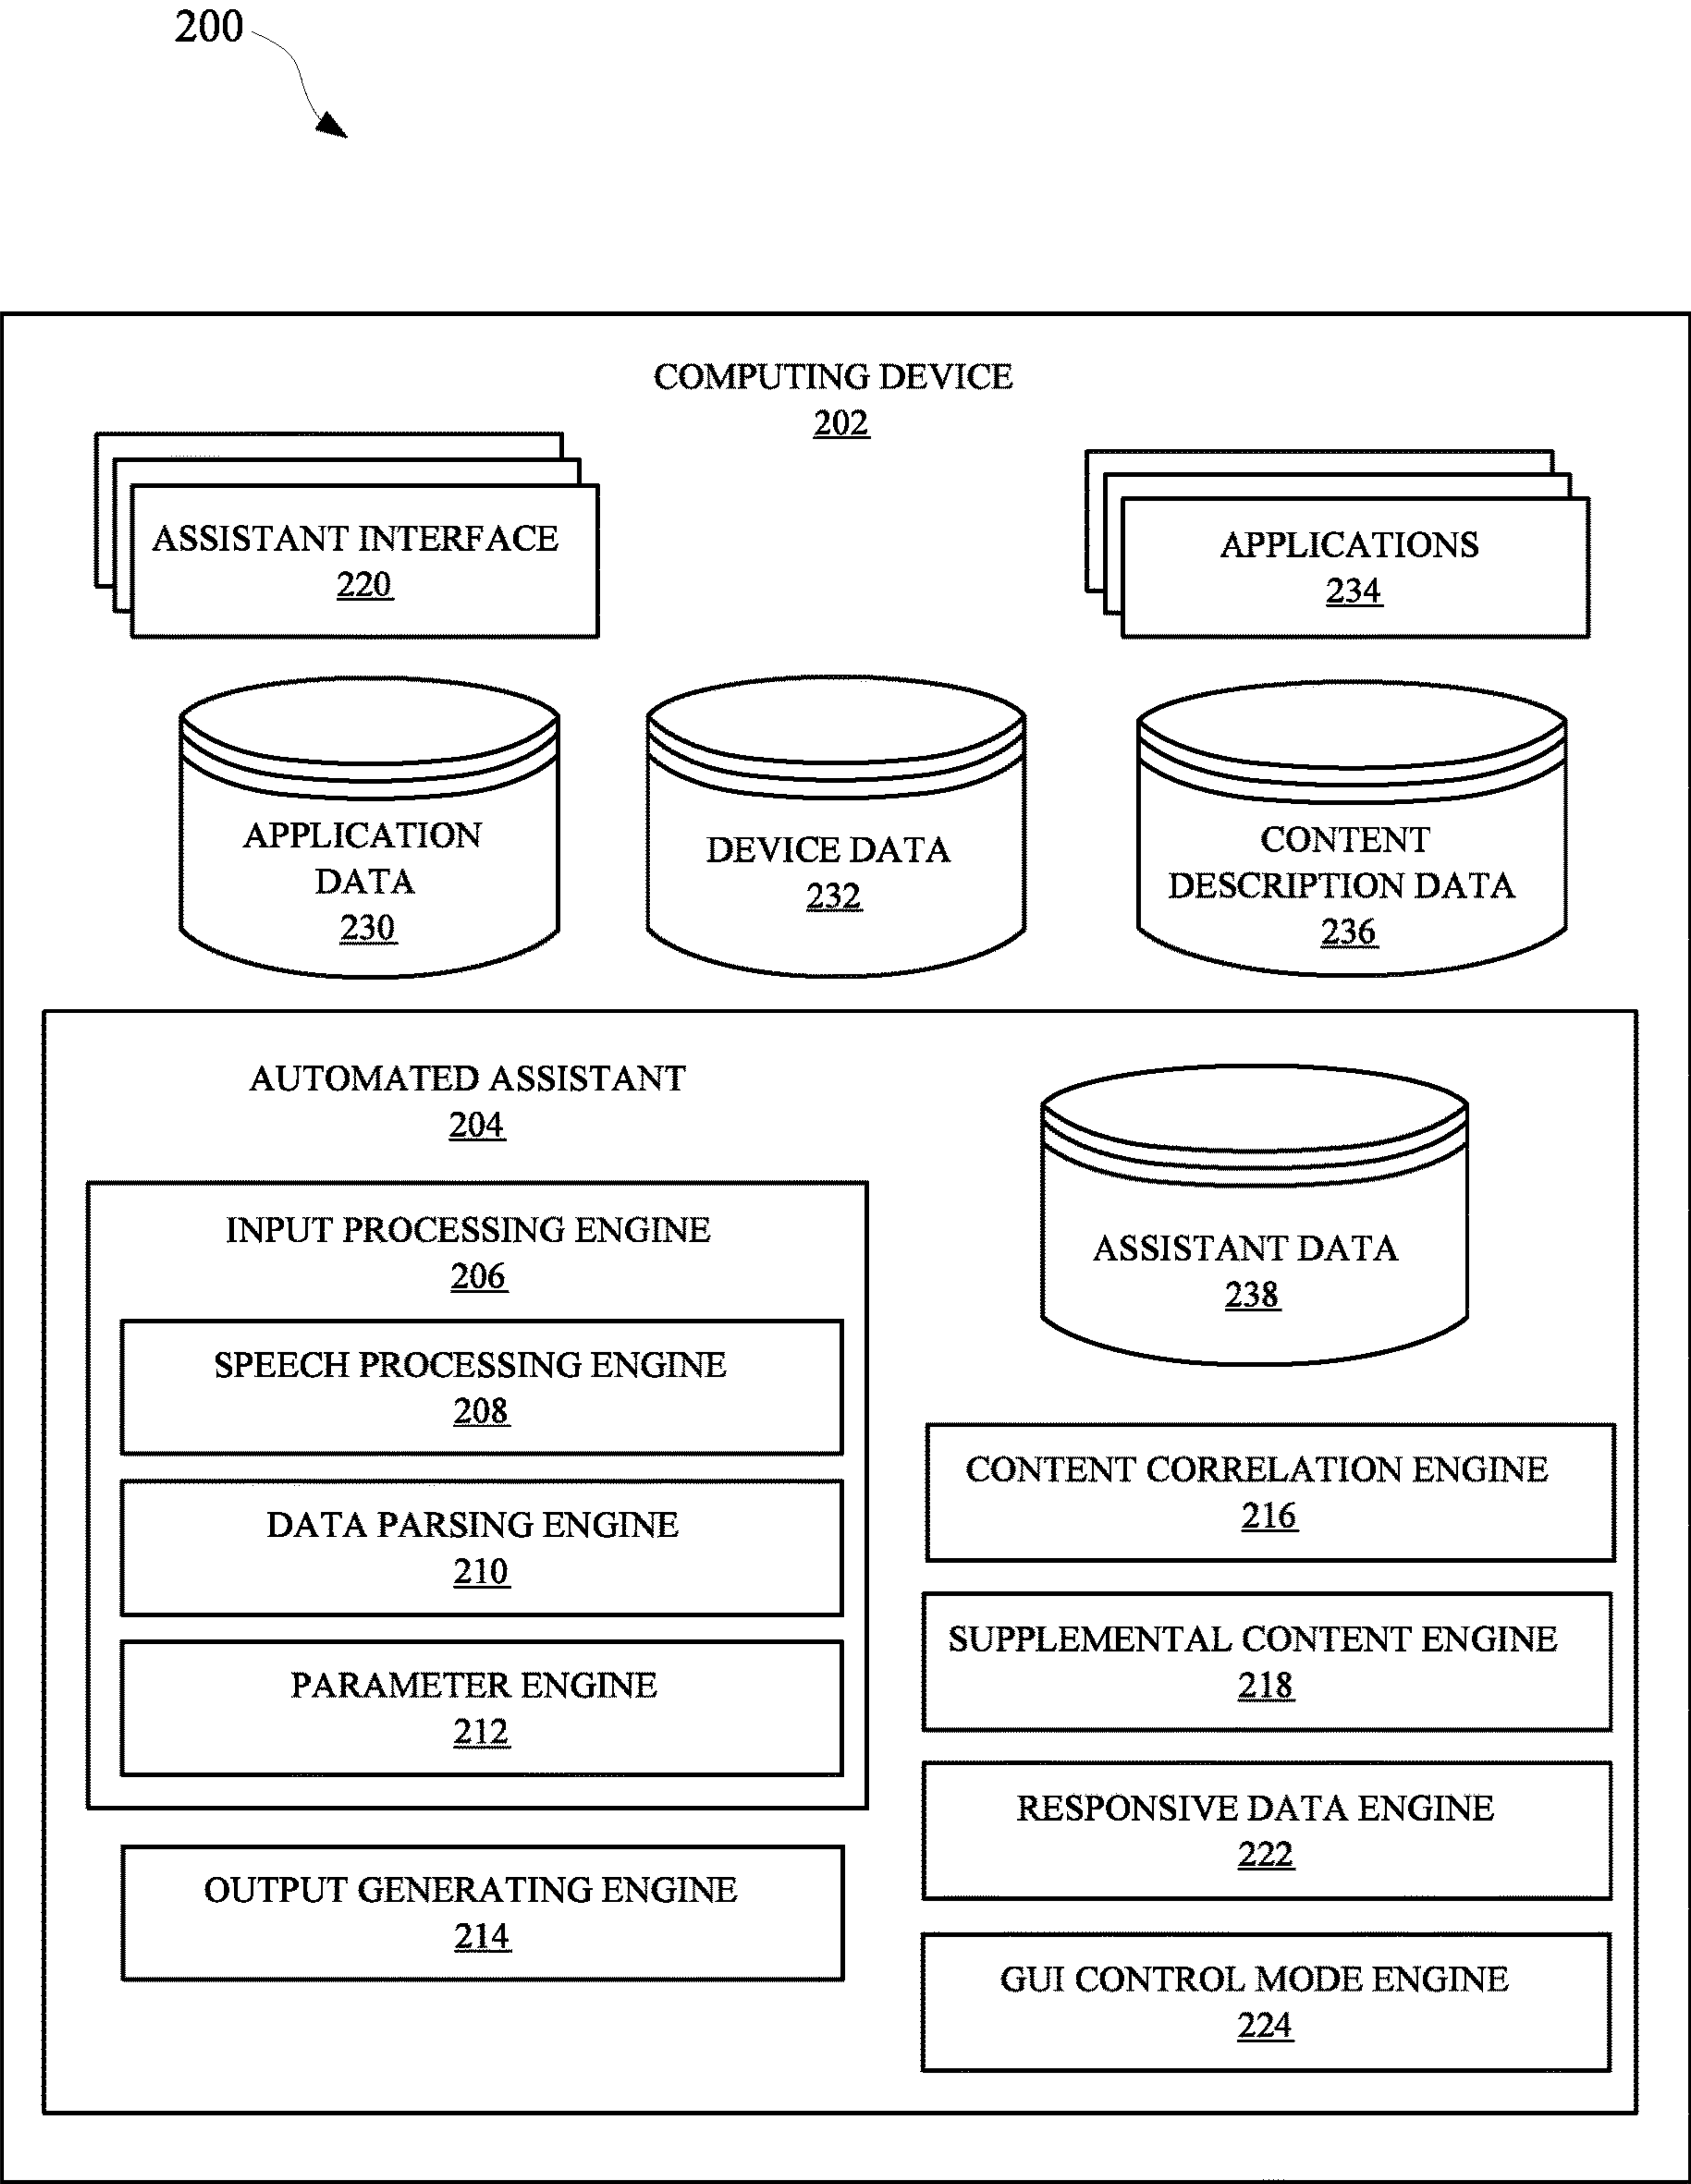 200
COMPUTING DEVICE
202
ASSISTANT INTERFACE
220
APPLICATIONS
234
APPLICATION
DATA
230
DEVICE DATA
232
CONTENT
DESCRIPTION DATA
236
AUTOMATED ASSISTANT
204
INPUT PROCESSING ENGINE
206
SPEECH PROCESSING ENGINE
208
DATA PARSING ENGINE
210
PARAMETER ENGINE
212
OUTPUT GENERATING ENGINE
214
ASSISTANT DATA
238
CONTENT CORRELATION ENGINE
216
SUPPLEMENTAL CONTENT ENGINE
218
RESPONSIVE DATA ENGINE
222
GUI CONTROL MODE ENGINE
224